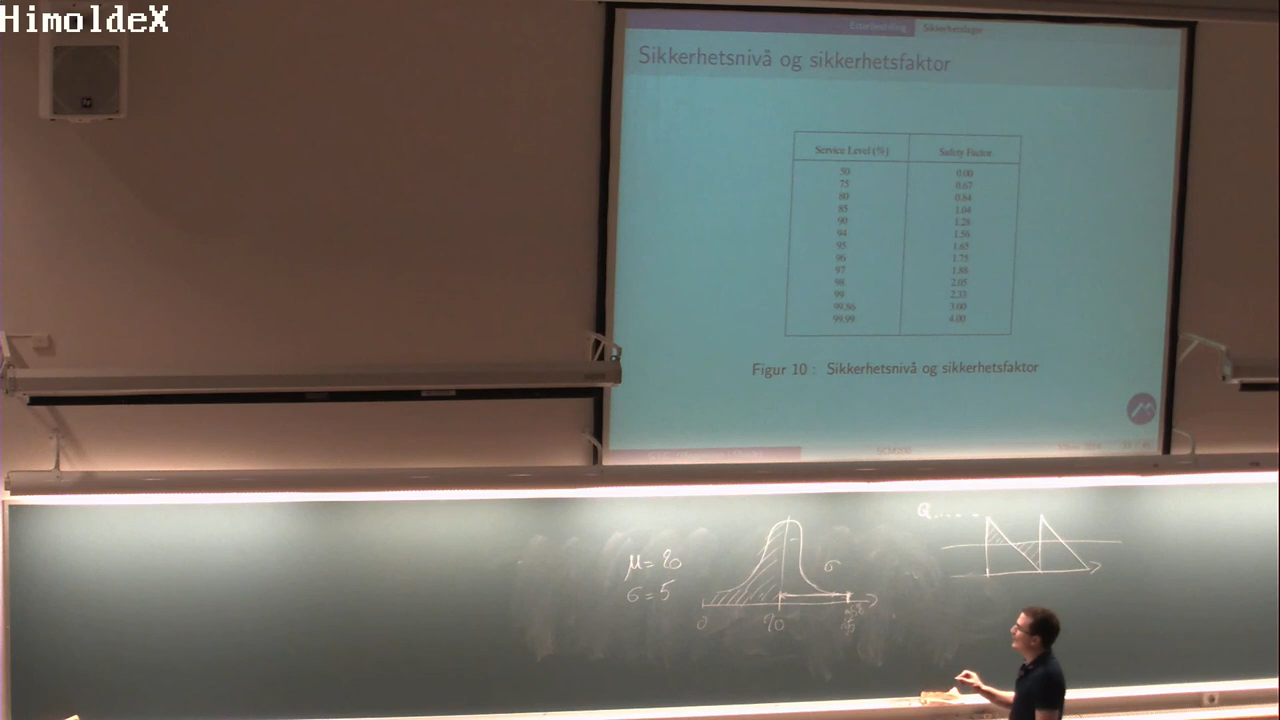 HimoldeX
Sikkerhetslager
Sikkerhetsnivå og sikkerhetsfaktor
Service Level (%) Safety Factor
50 0.00
75 0.67
80 0.84
85 1.04
90 1.28
94 1.56
95 1.65
96 1.75
97 1.88
98 2.05
99 2.33
99.86 3.00
99.99 4.00
Figur 10 : Sikkerhetsnivå og sikkerhetsfaktor
Q
μ=
σ=5
σ
0